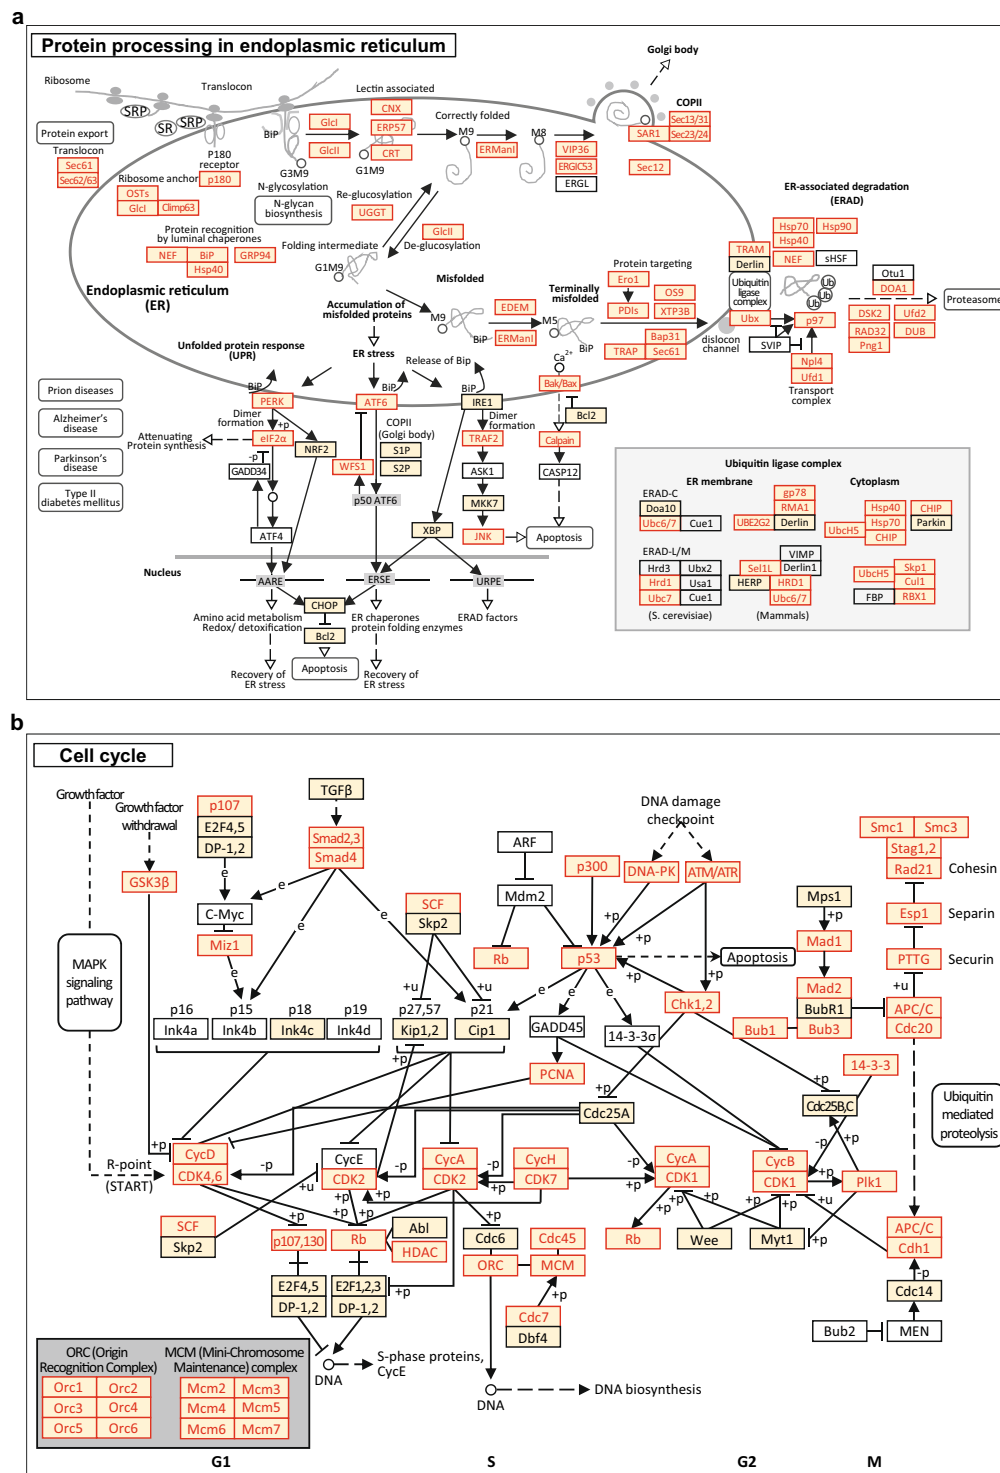 a
Protein processing in endoplasmic reticulum
Golgi body
Ribosome
Translocon
Lectin associated
COPII
SRP
SR
SRP
CNX
Correctly folded
Sec13/31
Protein export
BiP
GlcI
ERP57
M9
M8
SAR1
Sec23/24
Translocon
P180
receptor
GlcII
CRT
ERManI
VIP36
Sec61
Sec62/63
G3M9
G1M9
ERGIC53
Sec12
Ribosome anchor
p180
N-glycosylation
ERGL
ER-associated degradation
(ERAD)
OSTs
GlcI
Climp63
N-glycan
biosynthesis
Re-glucosylation
UGGT
Hsp70
Hsp90
Hsp40
Protein recognition
by luminal chaperones
GlcII
De-glucosylation
TRAM
NEF
sHSF
NEF
BiP
GRP94
Folding intermediate
Derlin
Otu1
Hsp40
G1M9
Misfolded
Protein targeting
Ubiquitin
ligase
complex
Ub
Ub
Ub
DOA1
Proteasome
Endoplasmic reticulum
(ER)
Ero1
OS9
Accumulation of
misfolded proteins
EDEM
Terminally
misfolded
PDIs
XTP3B
Ubx
p97
DSK2
Ufd2
M9
ERManI
M5
BiP
BiP
Bap31
RAD32
DUB
Unfolded protein response
(UPR)
ER stress
Release of Bip
Ca2+
TRAP
Sec61
dislocon
channel
SVIP
Png1
Npl4
Ufd1
Transport
complex
Prion diseases
BiP
BiP
BiP
Bak/Bax
PERK
ATF6
IRE1
Bcl2
Alzheimer's
disease
Dimer
formation
+p
COPII
(Golgi body)
Dimer
formation
Attenuating
Protein synthesis
eIF2α
NRF2
S1P
TRAF2
Calpain
Parkinson's
disease
-p
GADD34
WFS1
S2P
ASK1
CASP12
Type II
diabetes mellitus
p50 ATF6
MKK7
ATF4
XBP
JNK
Apoptosis
Nucleus
AARE
ERSE
URPE
CHOP
Amino acid metabolism
Redox/ detoxification
ER chaperones
protein folding enzymes
ERAD factors
Bcl2
Apoptosis
Recovery of
ER stress
Recovery of
ER stress
Ubiquitin ligase complex
ER membrane
Cytoplasm
ERAD-C
gp78
Doa10
RMA1
Hsp40
CHIP
Ubc6/7
Cue1
UBE2G2
Derlin
UbcH5
Hsp70
Parkin
CHIP
ERAD-L/M
VIMP
Hrd3
Ubx2
Sel1L
Derlin1
UbcH5
Skp1
Hrd1
Usa1
HERP
HRD1
Cul1
Ubc7
Cue1
Ubc6/7
FBP
RBX1
(S. cerevisiae)
(Mammals)
b
Cell cycle
Growth factor
Growth factor
withdrawal
p107
E2F4,5
DP-1,2
TGFβ
DNA damage
checkpoint
Smc1
Smc3
Stag1,2
Rad21
Cohesin
Smad2,3
Smad4
ARF
p300
DNA-PK
ATM/ATR
GSK3β
e
e
e
e
Mdm2
Mps1
+p
C-Myc
SCF
Skp2
+p
+p
Esp1
Separin
Miz1
Rb
p53
Apoptosis
Mad1
MAPK
signaling
pathway
e
+p
+p
PTTG
Securin
+u
+u
e
e
e
Mad2
+u
p16
p15
p18
p19
p27,57
p21
Chk1,2
BubR1
APC/C
Ink4a
Ink4b
Ink4c
Ink4d
Kip1,2
Cip1
GADD45
14-3-3σ
Bub1
Bub3
Cdc20
+p
PCNA
14-3-3
+p
+p
Cdc25A
Cdc25B,C
Ubiquitin
mediated
proteolysis
+p
-p
+p
R-point
(START)
CycD
CDK4,6
-p
CycE
CDK2
-p
CycA
CDK2
-p
+p
CycH
CDK7
-p
+p
CycA
CDK1
CycB
CDK1
+p
Plk1
+u
+p
+p
+p
+p
+p
+p
+u
SCF
Skp2
+p
+p
p107,130
Rb
Abl
HDAC
+p
Cdc6
Cdc45
Rb
Wee
Myt1
+p
APC/C
Cdh1
ORC
MCM
-p
E2F4,5
DP-1,2
E2F1,2,3
DP-1,2
+p
+p
Cdc14
Cdc7
Dbf4
Bub2
MEN
ORC (Origin
Recognition Complex)
MCM (Mini-Chromosome
Maintenance) complex
DNA
S-phase proteins,
CycE
Orc1
Orc2
Mcm2
Mcm3
DNA biosynthesis
Orc3
Orc4
Mcm4
Mcm5
DNA
Orc5
Orc6
Mcm6
Mcm7
G1
S
G2
M